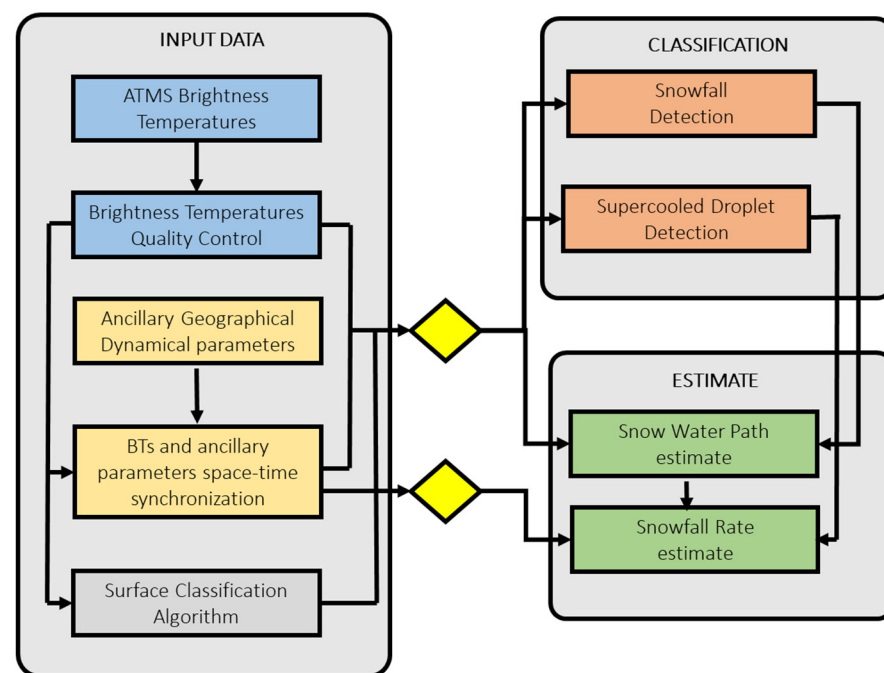 INPUT DATA
ATMS Brightness
Temperatures
Brightness Temperatures
Quality Control
Ancillary Geographical
Dynamical parameters
BTs and ancillary
parameters space-time
synchronization
Surface Classification
Algorithm
CLASSIFICATION
Snowfall
Detection
Supercooled Droplet
Detection
ESTIMATE
Snow Water Path
estimate
Snowfall Rate
estimate